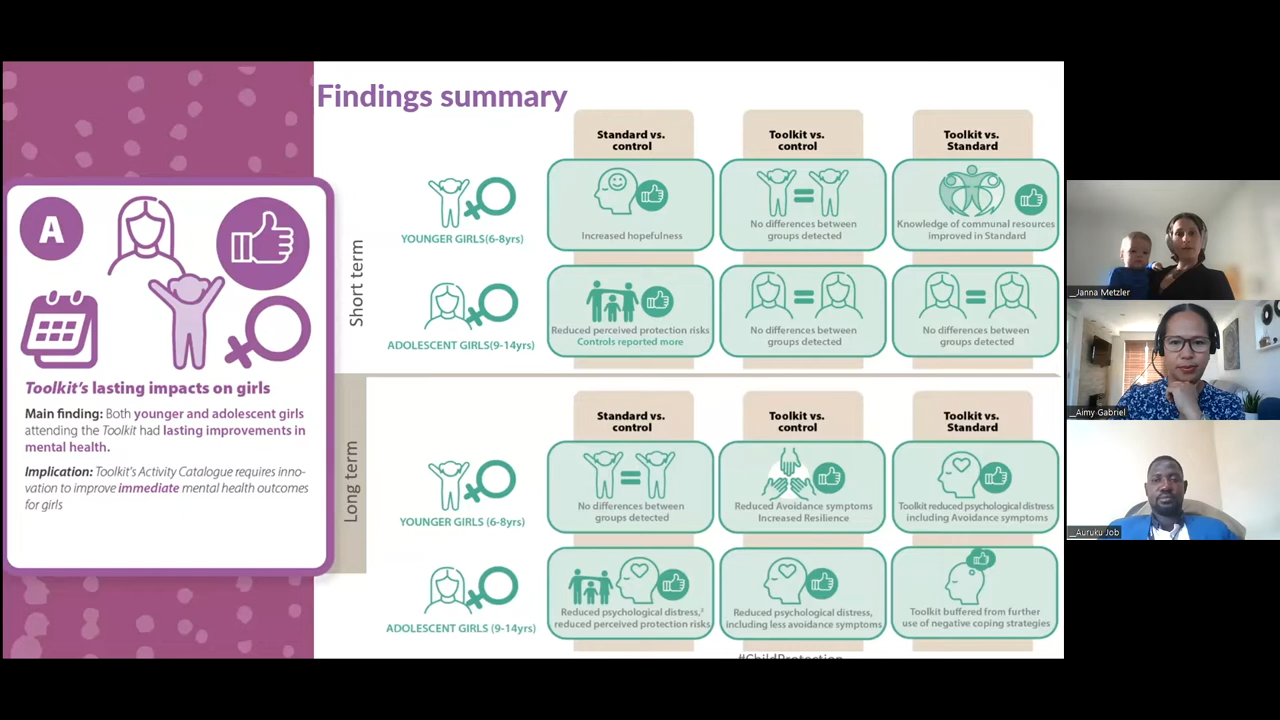 Findings summary
A
Toolkit's lasting impacts on girls
Main finding: Both younger and adolescent girls
attending the Toolkit had lasting improvements in
mental health.
Implication: Toolkit's Activity Catalogue requires inno-
vation to improve immediate mental health outcomes
for girls
Short term
Standard vs.
control
Toolkit vs.
control
Toolkit vs.
Standard
YOUNGER GIRLS(6-8yrs)
Increased hopefulness
No differences between
groups detected
Knowledge of communal resources
improved in Standard
ADOLESCENT GIRLS(9-14yrs)
Reduced perceived protection risks
Controls reported more
No differences between
groups detected
No differences between
groups detected
Long term
Standard vs.
control
Toolkit vs.
control
Toolkit vs.
Standard
YOUNGER GIRLS (6-8yrs)
No differences between
groups detected
Reduced Avoidance symptoms
Increased Resilience
Toolkit reduced psychological distress
including Avoidance symptoms
ADOLESCENT GIRLS (9-14yrs)
Reduced psychological distress,
reduced perceived protection risks
Reduced psychological distress,
including less avoidance symptoms
Toolkit buffered from further
use of negative coping strategies
#ChildProtection
__Janna Metzler
__Aimy Gabriel
__Auruku Job